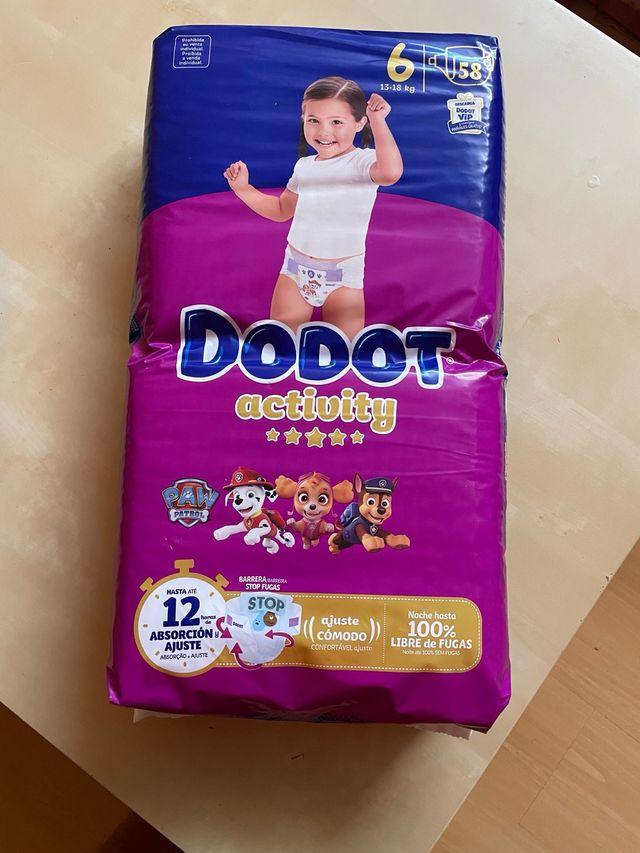 Prohibida
su venta
individual.
Proibida
a venda
individual.
6
58
13-18 kg
DESCARGA
DODOT
VIP
DODOT
activity
PAW
PATROL
HASTA ATÉ
12 horas de
ABSORCIÓN y
AJUSTE
ABSORÇÃO e AJUSTE
BARRERA/BARREIRA
STOP FUGAS
STOP
ajuste
CÓMODO
CONFORTÁVEL ajuste
Noche hasta
100%
LIBRE de FUGAS
Noite até 100% SEM FUGAS